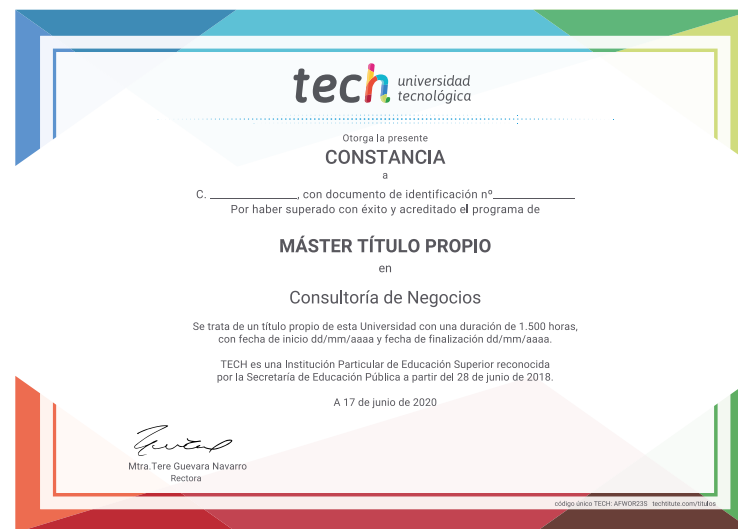 tech universidad
tecnológica
Otorga la presente
CONSTANCIA
a
C. ______________, con documento de identificación nº_____________
Por haber superado con éxito y acreditado el programa de
MÁSTER TÍTULO PROPIO
en
Consultoría de Negocios
Se trata de un título propio de esta Universidad con una duración de 1.500 horas,
con fecha de inicio dd/mm/aaaa y fecha de finalización dd/mm/aaaa.
TECH es una Institución Particular de Educación Superior reconocida
por la Secretaría de Educación Pública a partir del 28 de junio de 2018.
A 17 de junio de 2020
Mtra.Tere Guevara Navarro
Rectora
código único TECH: AFWOR23S techtitute.com/titulos